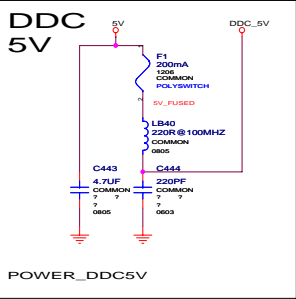 DDC
5V
5V
DDC_5V
F1
200mA
1206
COMMON
POLYSWITCH
2
5V_FUSED
LB40
220R@100MHZ
COMMON
0805
C443
4.7UF
COMMON
? ?
?
0805
C444
220PF
COMMON
? ?
?
0603
POWER_DDC5V